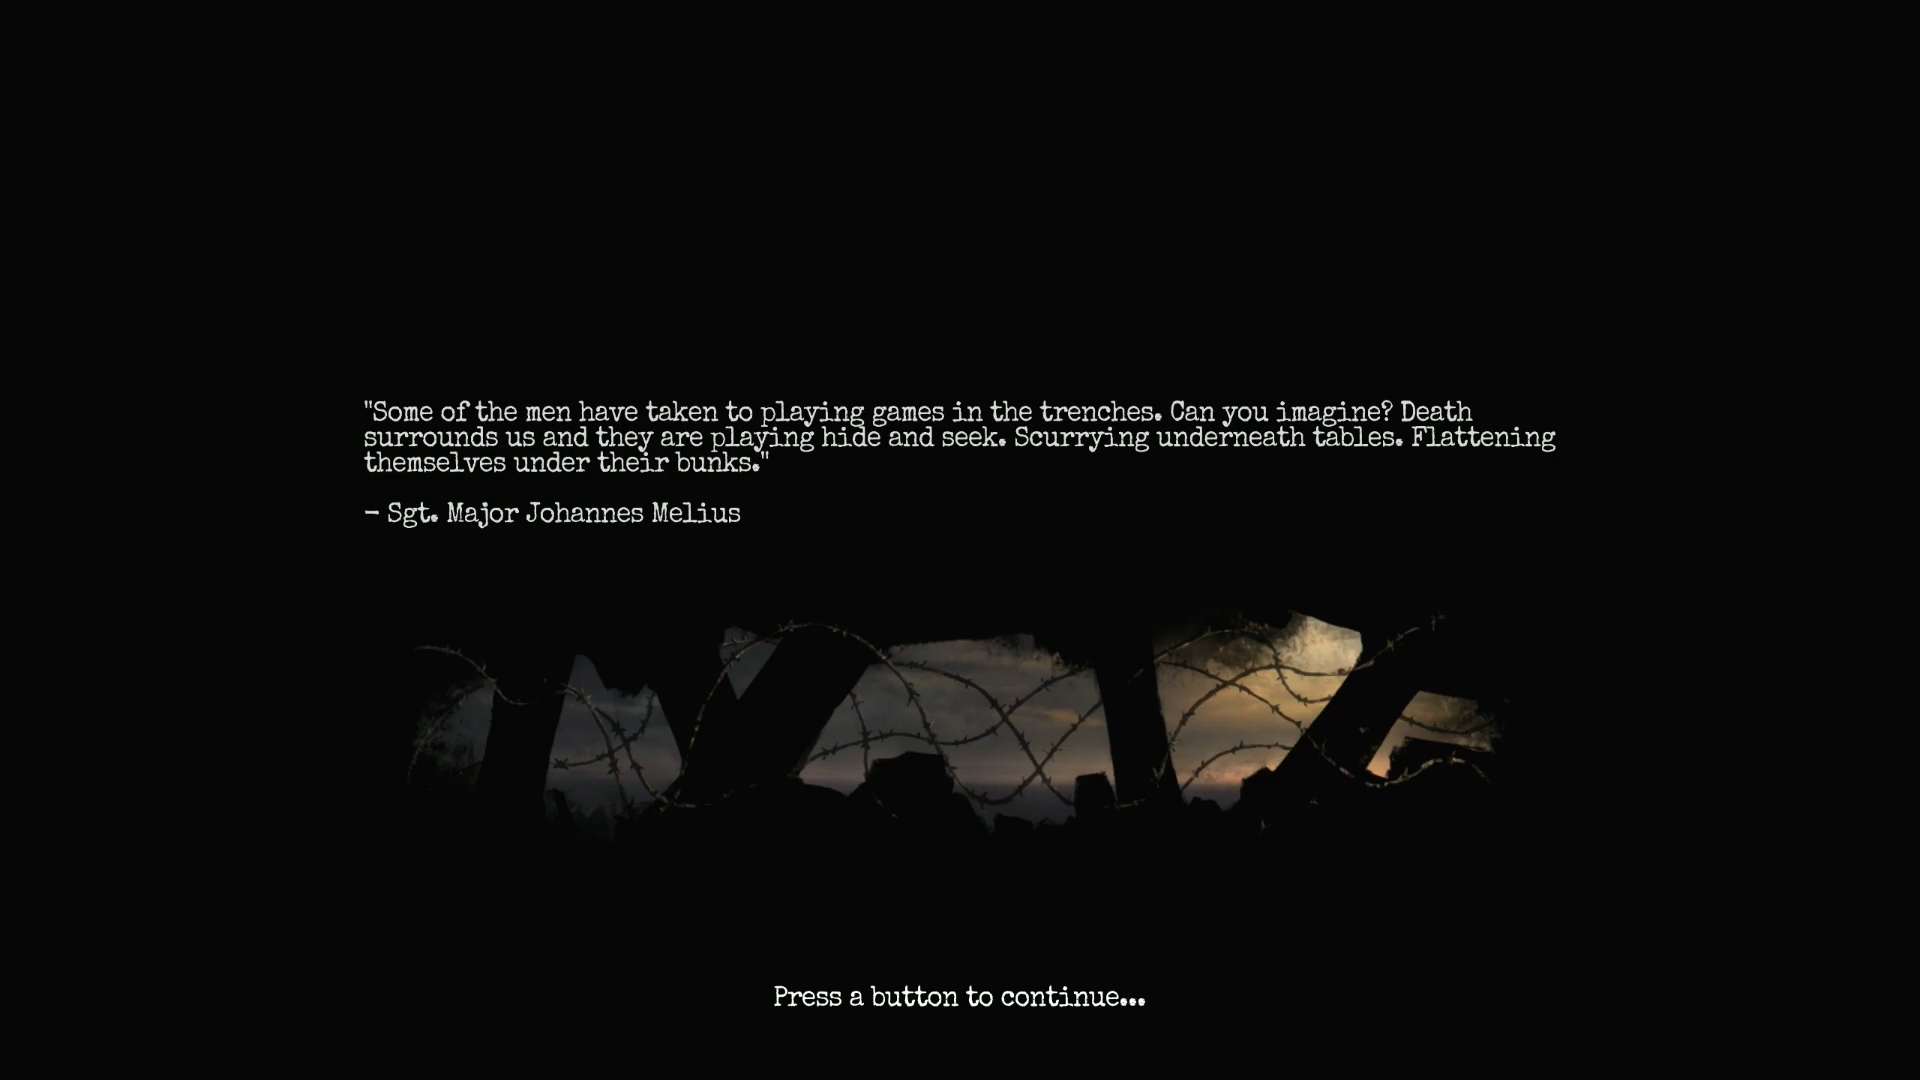 "Some of the men have taken to playing games in the trenches. Can you imagine? Death
surrounds us and they are playing hide and seek. Scurrying underneath tables. Flattening
themselves under their bunks."
- Sgt. Major Johannes Melius
Press a button to continue...